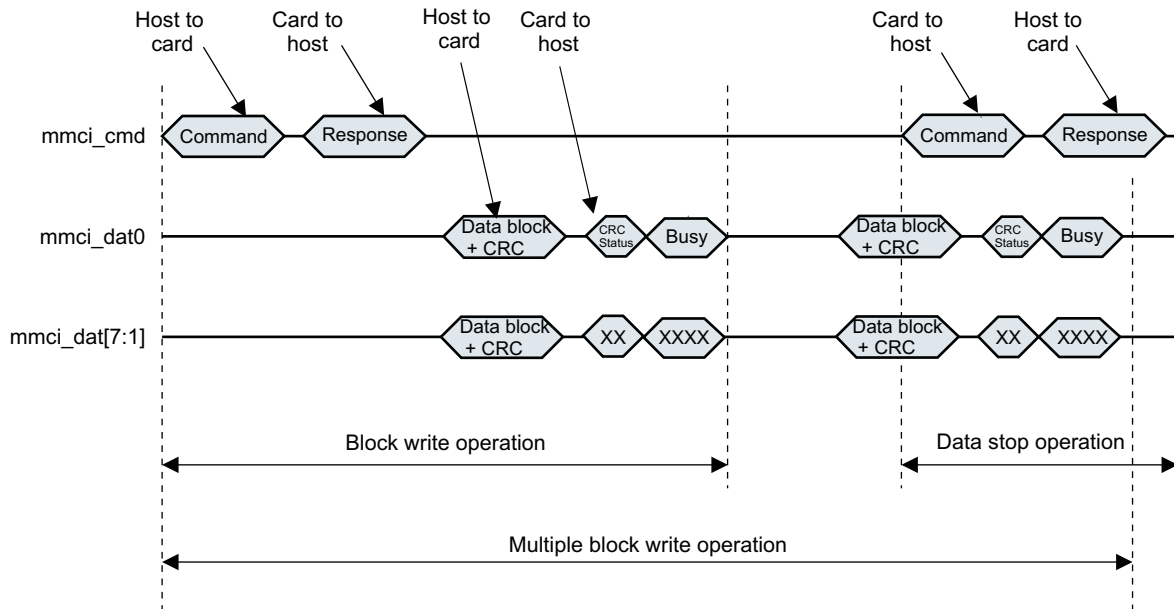 Host to
card
Card to
host
Host to
card
Card to
host
Card to
host
Host to
card
mmci_cmd
Command
Response
Command
Response
mmci_dat0
Data block
+ CRC
CRC
Status
Busy
Data block
+ CRC
CRC
Status
Busy
mmci_dat[7:1]
Data block
+ CRC
XX
XXXX
Data block
+ CRC
XX
XXXX
Block write operation
Data stop operation
Multiple block write operation